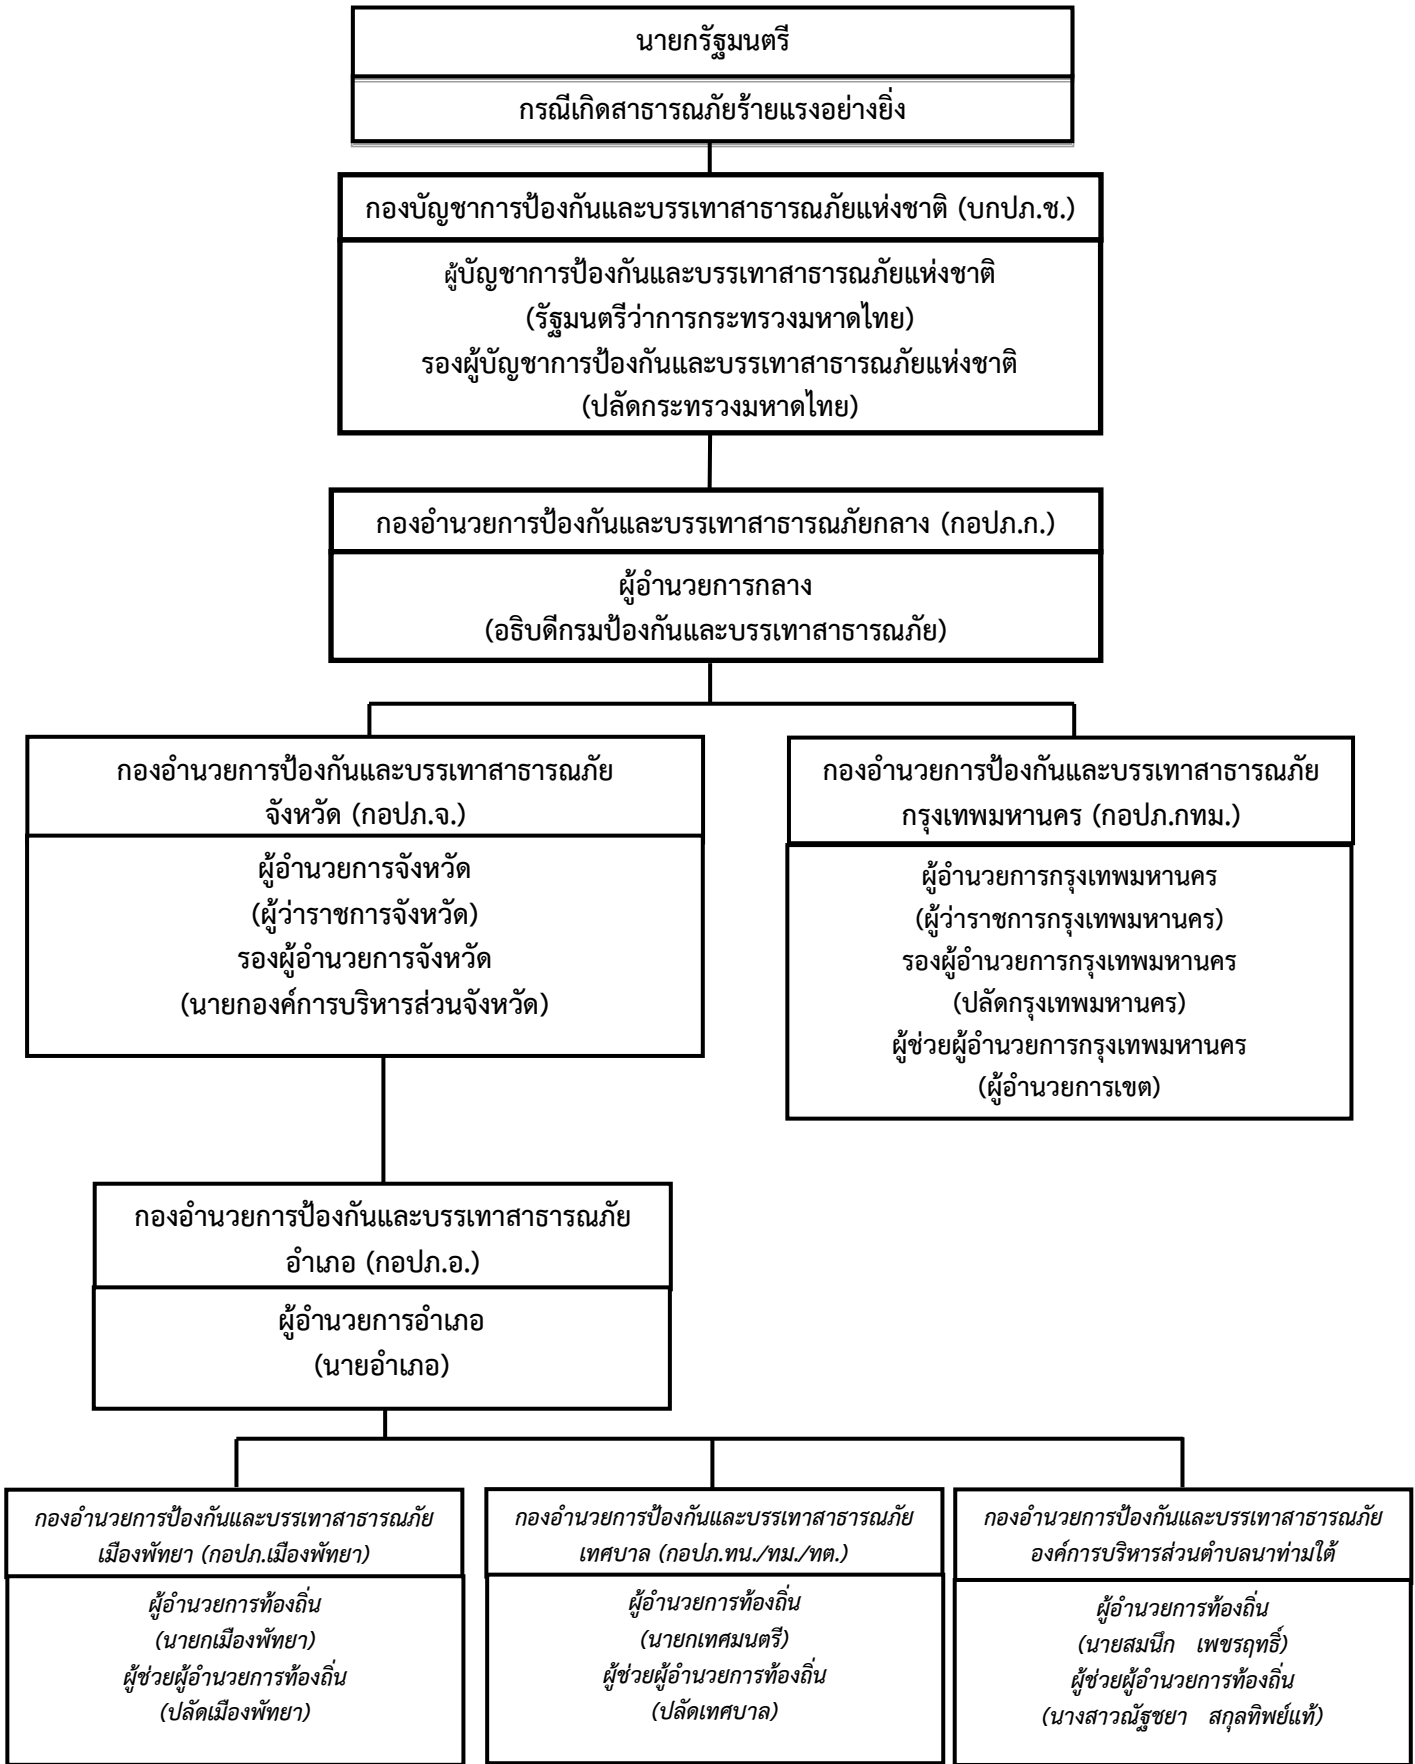 นายกรัฐมนตรี
กรณีเกิดสาธารณภัยร้ายแรงอย่างยิ่ง
กองบัญชาการป้องกันและบรรเทาสาธารณภัยแห่งชาติ (บกปภ.ช.)
ผู้บัญชาการป้องกันและบรรเทาสาธารณภัยแห่งชาติ
(รัฐมนตรีว่าการกระทรวงมหาดไทย)
รองผู้บัญชาการป้องกันและบรรเทาสาธารณภัยแห่งชาติ
(ปลัดกระทรวงมหาดไทย)
กองอำนวยการป้องกันและบรรเทาสาธารณภัยกลาง (กอปภ.ก.)
ผู้อำนวยการกลาง
(อธิบดีกรมป้องกันและบรรเทาสาธารณภัย)
กองอำนวยการป้องกันและบรรเทาสาธารณภัย
จังหวัด (กอปภ.จ.)
ผู้อำนวยการจังหวัด
(ผู้ว่าราชการจังหวัด)
รองผู้อำนวยการจังหวัด
(นายกองค์การบริหารส่วนจังหวัด)
กองอำนวยการป้องกันและบรรเทาสาธารณภัย
กรุงเทพมหานคร (กอปภ.กทม.)
ผู้อำนวยการกรุงเทพมหานคร
(ผู้ว่าราชการกรุงเทพมหานคร)
รองผู้อำนวยการกรุงเทพมหานคร
(ปลัดกรุงเทพมหานคร)
ผู้ช่วยผู้อำนวยการกรุงเทพมหานคร
(ผู้อำนวยการเขต)
กองอำนวยการป้องกันและบรรเทาสาธารณภัย
อำเภอ (กอปภ.อ.)
ผู้อำนวยการอำเภอ
(นายอำเภอ)
กองอำนวยการป้องกันและบรรเทาสาธารณภัย
เมืองพัทยา (กอปภ.เมืองพัทยา)
ผู้อำนวยการท้องถิ่น
(นายกเมืองพัทยา)
ผู้ช่วยผู้อำนวยการท้องถิ่น
(ปลัดเมืองพัทยา)
กองอำนวยการป้องกันและบรรเทาสาธารณภัย
เทศบาล (กอปภ.ทน./ทม./ทต.)
ผู้อำนวยการท้องถิ่น
(นายกเทศมนตรี)
ผู้ช่วยผู้อำนวยการท้องถิ่น
(ปลัดเทศบาล)
กองอำนวยการป้องกันและบรรเทาสาธารณภัย
องค์การบริหารส่วนตำบลนาท่ามใต้
ผู้อำนวยการท้องถิ่น
(นายสมนึก เพชรฤทธิ์)
ผู้ช่วยผู้อำนวยการท้องถิ่น
(นางสาวณัฐชยา สกุลทิพย์แท้)